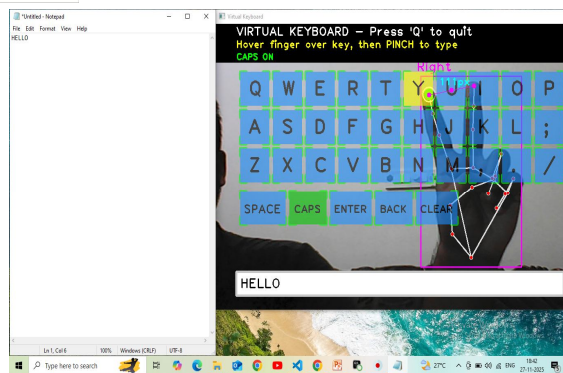 *Untitled - Notepad
File Edit Format View Help
HELLO
Ln 1, Col 6 100% Windows (CRLF) UTF-8
Virtual Keyboard
VIRTUAL KEYBOARD - Press 'Q' to quit
Hover finger over key, then PINCH to type
CAPS ON
Right
Q W E R T Y U I O P
A S D F G H J K L ;
Z X C V B N M , . /
SPACE CAPS ENTER BACK CLEAR
HELLO
Type here to search
27°C ENG 18:42
27-11-2025